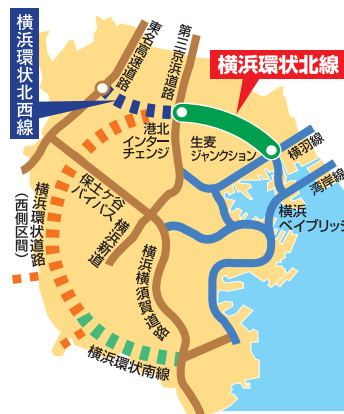 横浜環状北西線
東名高速道路
第三京浜道路
横浜環状北線
港北
インター
チェンジ
生麦
ジャンクション
横羽線
湾岸線
横浜
ベイブリッジ
保土ケ谷
バイパス
横浜新道
横浜環状道路
(西側区間)
横浜横須賀道路
横浜環状南線